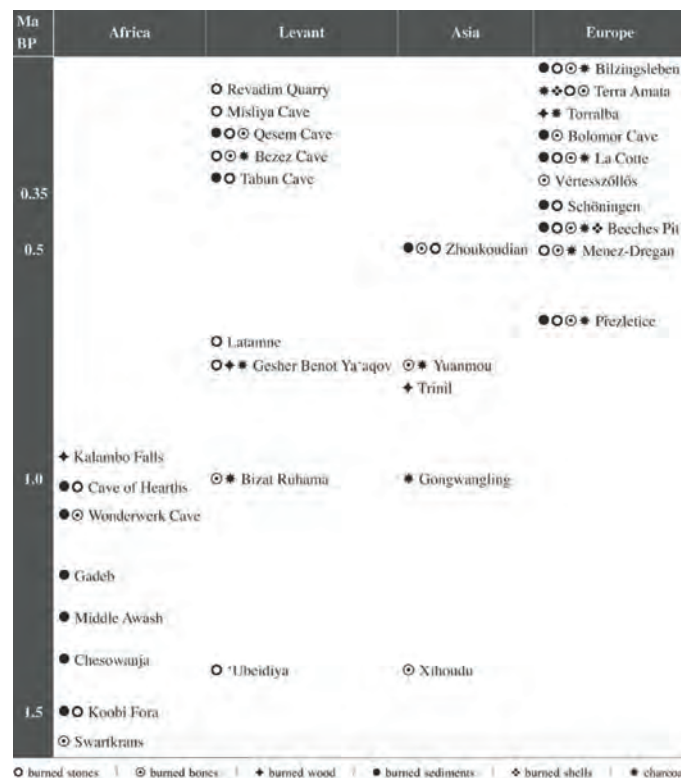 Ma BP
Africa
Levant
Asia
Europe
0.35
0.5
1.0
1.5
Kalambo Falls
Cave of Hearths
Wonderwerk Cave
Gadeb
Middle Awash
Chesowanja
Koobi Fora
Swartkrans
Revadim Quarry
Misliya Cave
Qesem Cave
Bezez Cave
Tabun Cave
Latamne
Gesher Benot Ya‘aqov
Bizat Ruhama
‘Ubeidiya
Zhoukoudian
Yuanmou
Trinil
Gongwangling
Xihoudu
Bilzingsleben
Terra Amata
Torralba
Bolomor Cave
La Cotte
Vértesszőllős
Schöningen
Beeches Pit
Menez-Dregan
Přezletice
burned stones | burned bones | burned wood | burned sediments | burned shells | charcoa